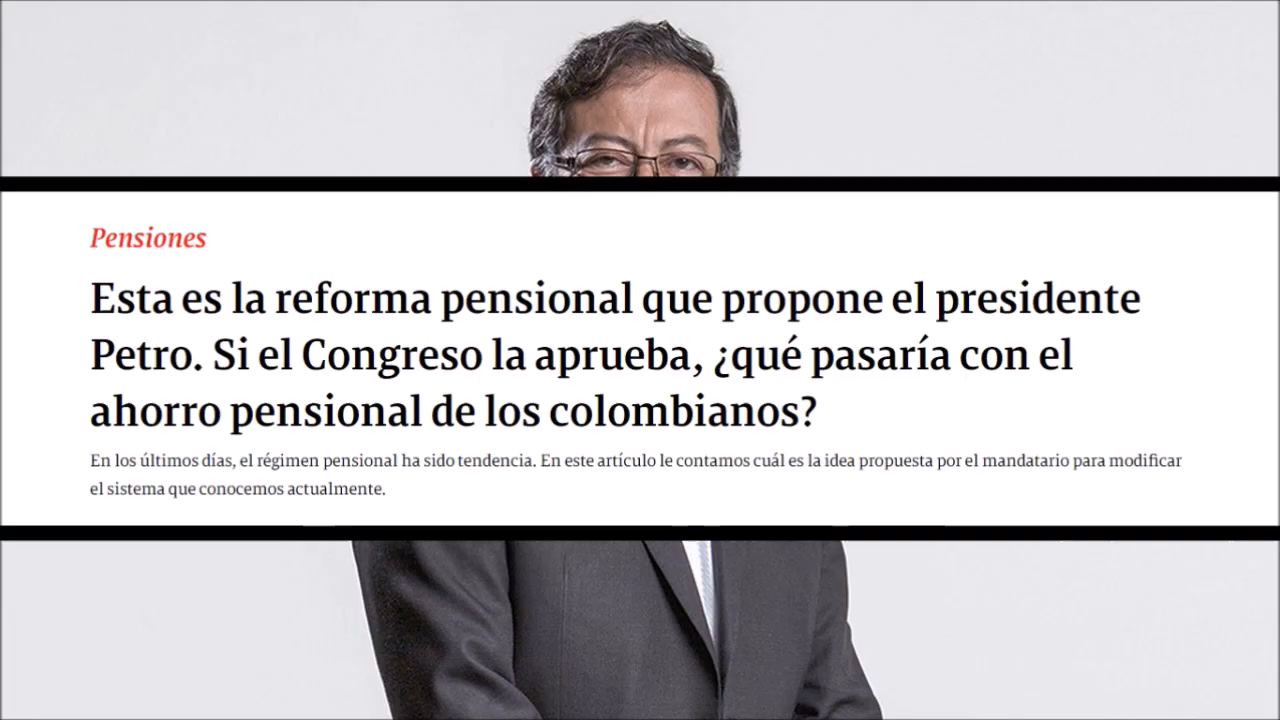 Pensiones
Esta es la reforma pensional que propone el presidente
Petro. Si el Congreso la aprueba, ¿qué pasaría con el
ahorro pensional de los colombianos?
En los últimos días, el régimen pensional ha sido tendencia. En este artículo le contamos cuál es la idea propuesta por el mandatario para modificar
el sistema que conocemos actualmente.